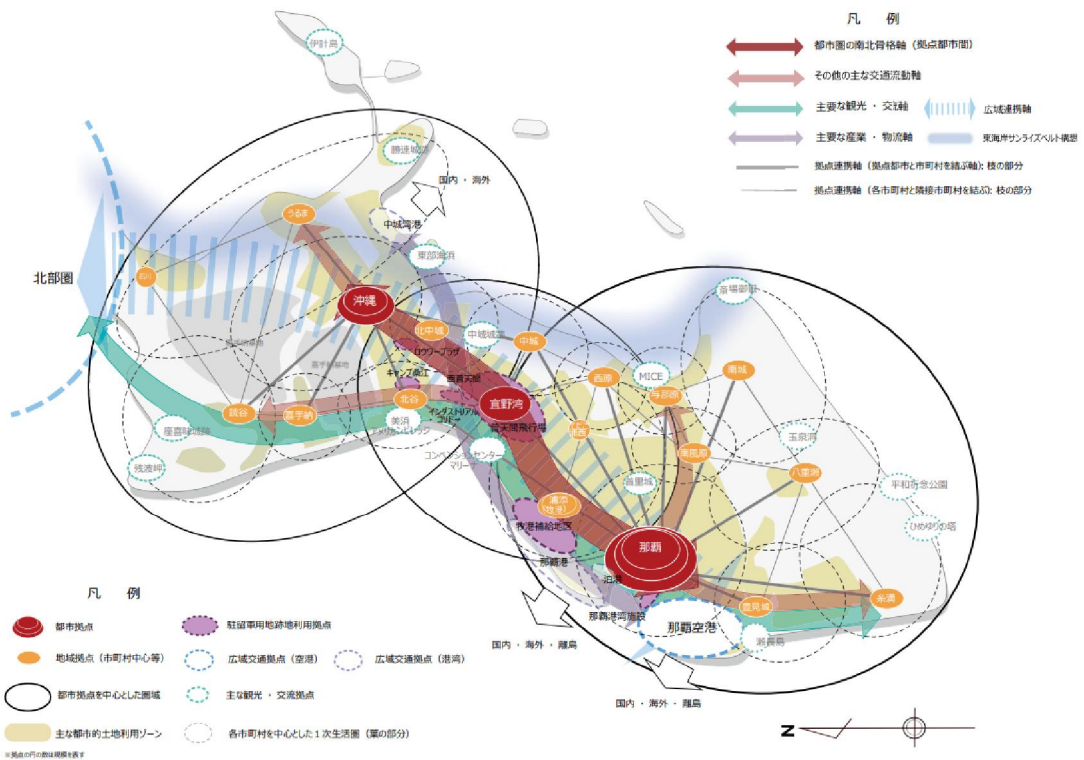 凡 例
都市圏の南北骨格軸（拠点都市間）
その他の主な交通流動軸
主要な観光・交流軸
広域連携軸
主要な産業・物流軸
東海岸サンライズベルト構想
拠点連携軸（拠点都市と市町村を結ぶ軸）：枝の部分
拠点連携軸（各市町村と隣接市町村を結ぶ）：枝の部分
伊計島
勝連城跡
国内・海外
うるま
中城湾港
東部海浜
北部圏
石川
沖縄
斎場御嶽
北中城
中城城跡
中城
ロウワープラザ
嘉手納基地
キャンプ桑江
西普天間
西原
MICE
南城
与那原
読谷
喜手納
北谷
インダストリアル
コリドー
宜野湾
普天間飛行場
座喜味城跡
美浜
残波岬
コンベンションセンター
マリーナ
南風原
玉泉洞
八重瀬
首里城
平和祈念公園
浦添
(牧港)
牧港補給地区
ひめゆりの塔
那覇
那覇港
泊港
那覇港湾施設
豊見城
糸満
那覇空港
瀬長島
国内・海外・離島
国内・海外・離島
N
凡 例
都市拠点
駐留軍用地跡地利用拠点
地域拠点（市町村中心等）
広域交通拠点（空港）
広域交通拠点（港湾）
都市拠点を中心とした圏域
主な観光・交流拠点
主な都市的土地利用ゾーン
各市町村を中心とした１次生活圏（葉の部分）
※拠点の円の数は規模を表す